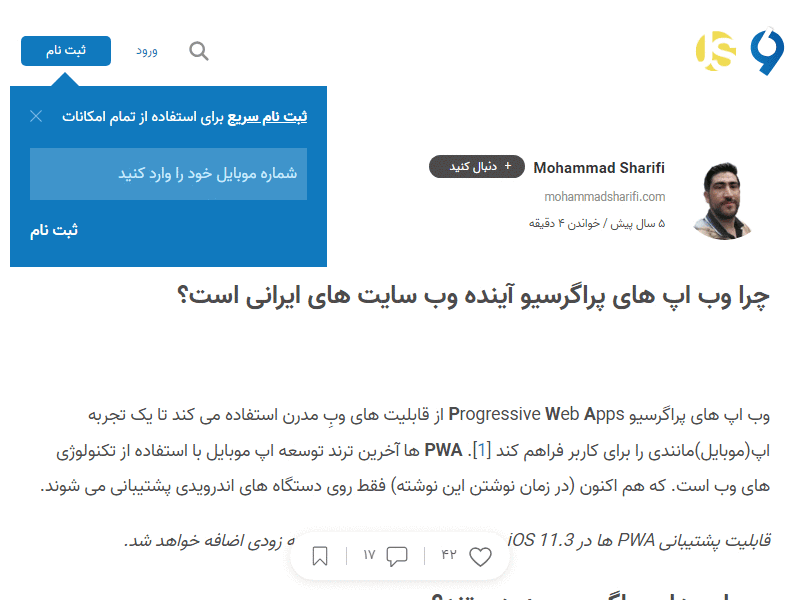 ثبت نام
ورود
JS
ثبت نام سریع برای استفاده از تمام امکانات
شماره موبایل خود را وارد کنید
ثبت نام
Mohammad Sharifi
+ دنبال کنید
mohammadsharifi.com
۵ سال پیش / خواندن ۴ دقیقه
چرا وب اپ های پراگرسیو آینده وب سایت های ایرانی است؟
وب اپ های پراگرسیو Progressive Web Apps از قابلیت های وبِ مدرن استفاده می کند تا یک تجربه
اپ(موبایل)مانندی را برای کاربر فراهم کند [1]. PWA ها آخرین ترند توسعه اپ موبایل با استفاده از تکنولوژی
های وب است. که هم اکنون (در زمان نوشتن این نوشته) فقط روی دستگاه های اندرویدی پشتیبانی می شوند.
قابلیت پشتیبانی PWA ها در iOS 11.3 به زودی اضافه خواهد شد.
۴۲
۱۷